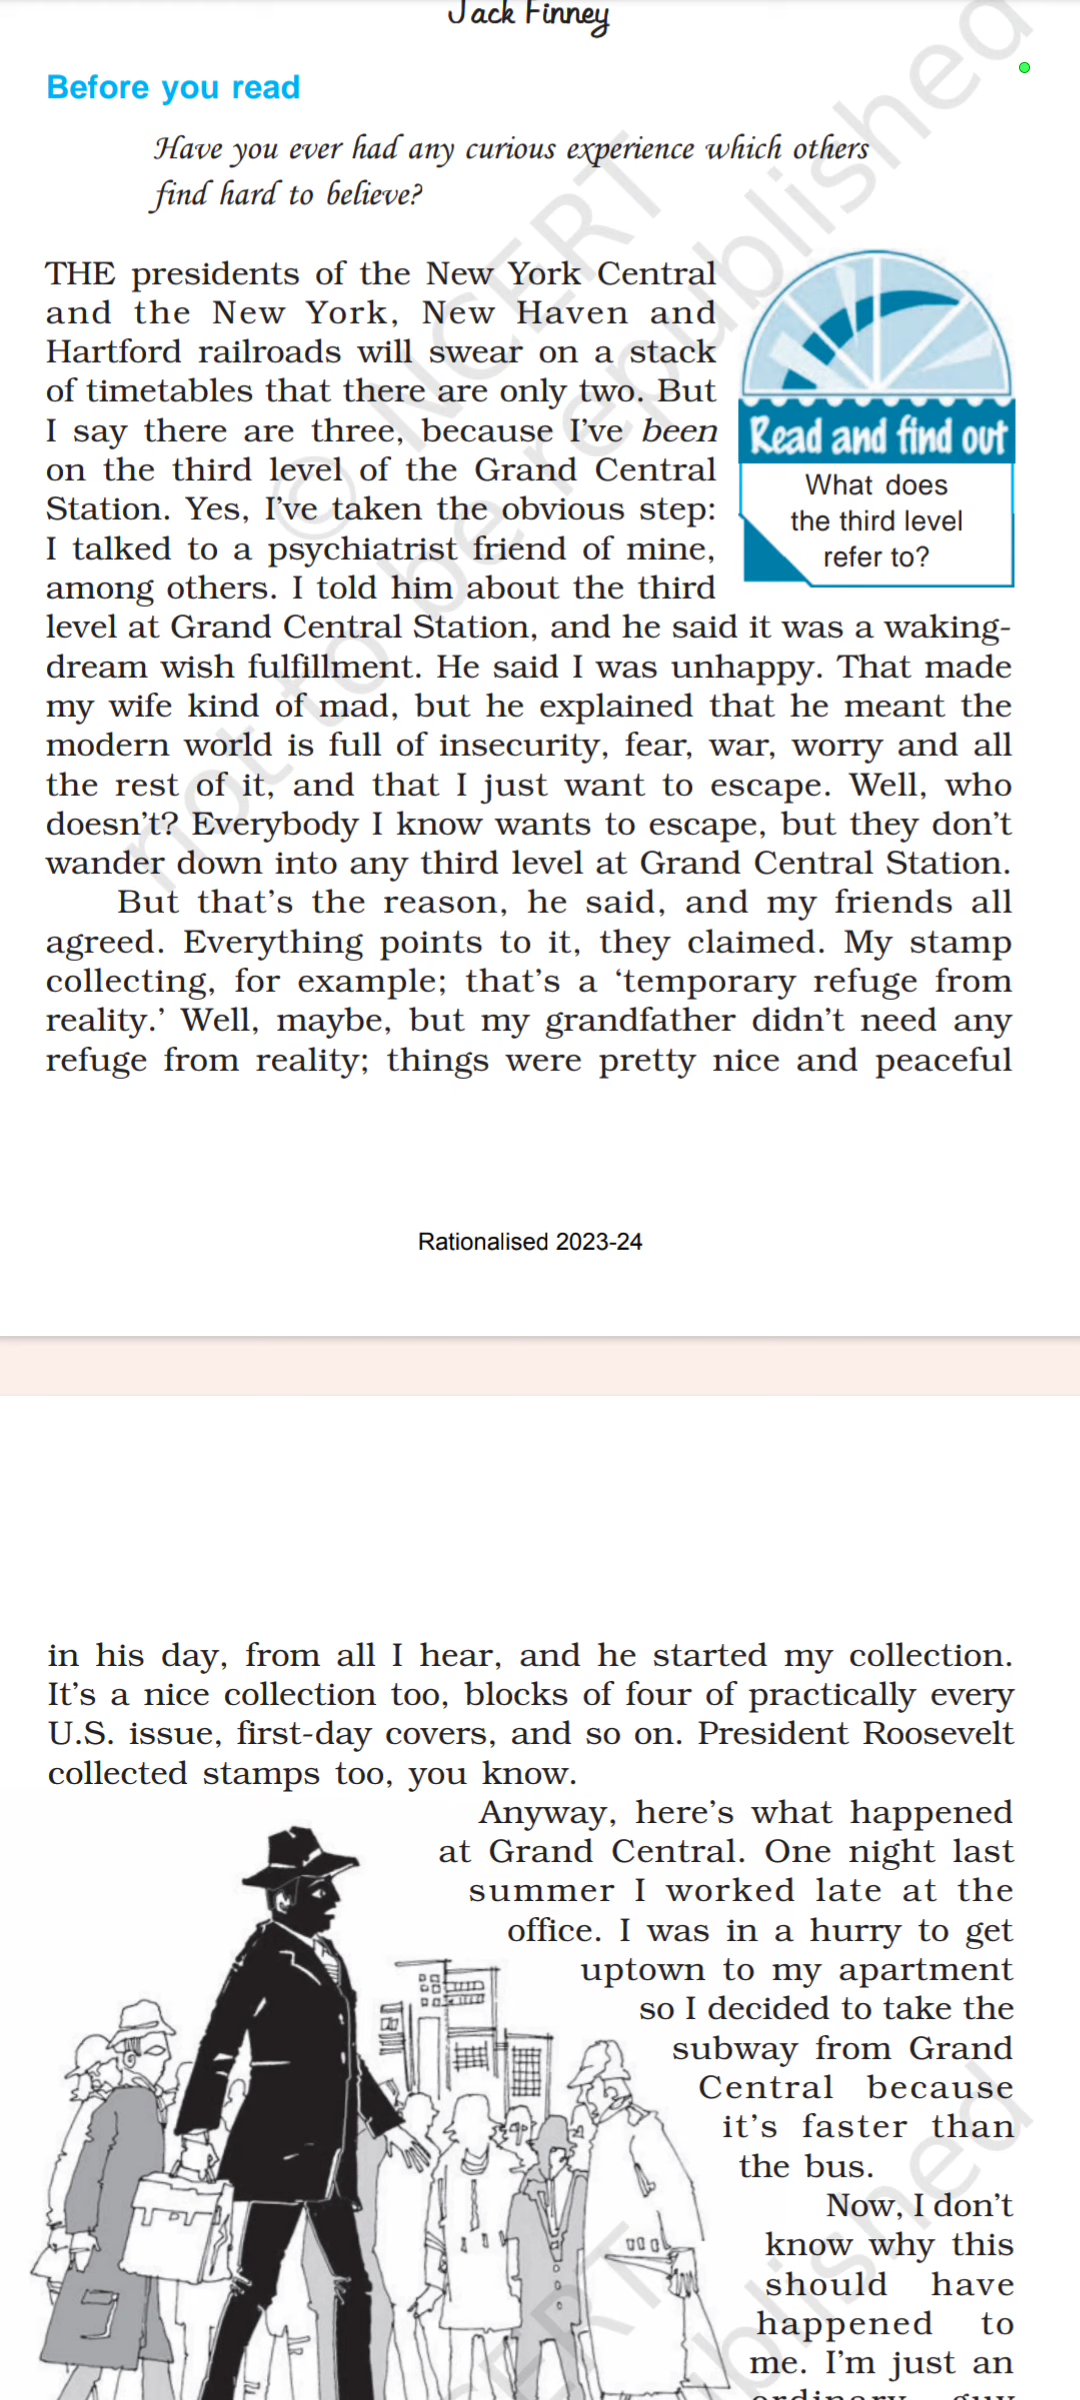 Jack Finney
Before you read
Have you ever had any curious experience which others
find hard to believe?
THE presidents of the New York Central
and the New York, New Haven and
Hartford railroads will swear on a stack
of timetables that there are only two. But
I say there are three, because I’ve been
on the third level of the Grand Central
Station. Yes, I’ve taken the obvious step:
I talked to a psychiatrist friend of mine,
among others. I told him about the third
level at Grand Central Station, and he said it was a waking-
dream wish fulfillment. He said I was unhappy. That made
my wife kind of mad, but he explained that he meant the
modern world is full of insecurity, fear, war, worry and all
the rest of it, and that I just want to escape. Well, who
doesn’t? Everybody I know wants to escape, but they don’t
wander down into any third level at Grand Central Station.
Read and find out
What does
the third level
refer to?
But that’s the reason, he said, and my friends all
agreed. Everything points to it, they claimed. My stamp
collecting, for example; that’s a ‘temporary refuge from
reality.’ Well, maybe, but my grandfather didn’t need any
refuge from reality; things were pretty nice and peaceful
Rationalised 2023-24
in his day, from all I hear, and he started my collection.
It’s a nice collection too, blocks of four of practically every
U.S. issue, first-day covers, and so on. President Roosevelt
collected stamps too, you know.
Anyway, here’s what happened
at Grand Central. One night last
summer I worked late at the
office. I was in a hurry to get
uptown to my apartment
so I decided to take the
subway from Grand
Central because
it’s faster than
the bus.
Now, I don’t
know why this
should have
happened to
me. I’m just an
ordinary guy
© NCERT
not to be republished